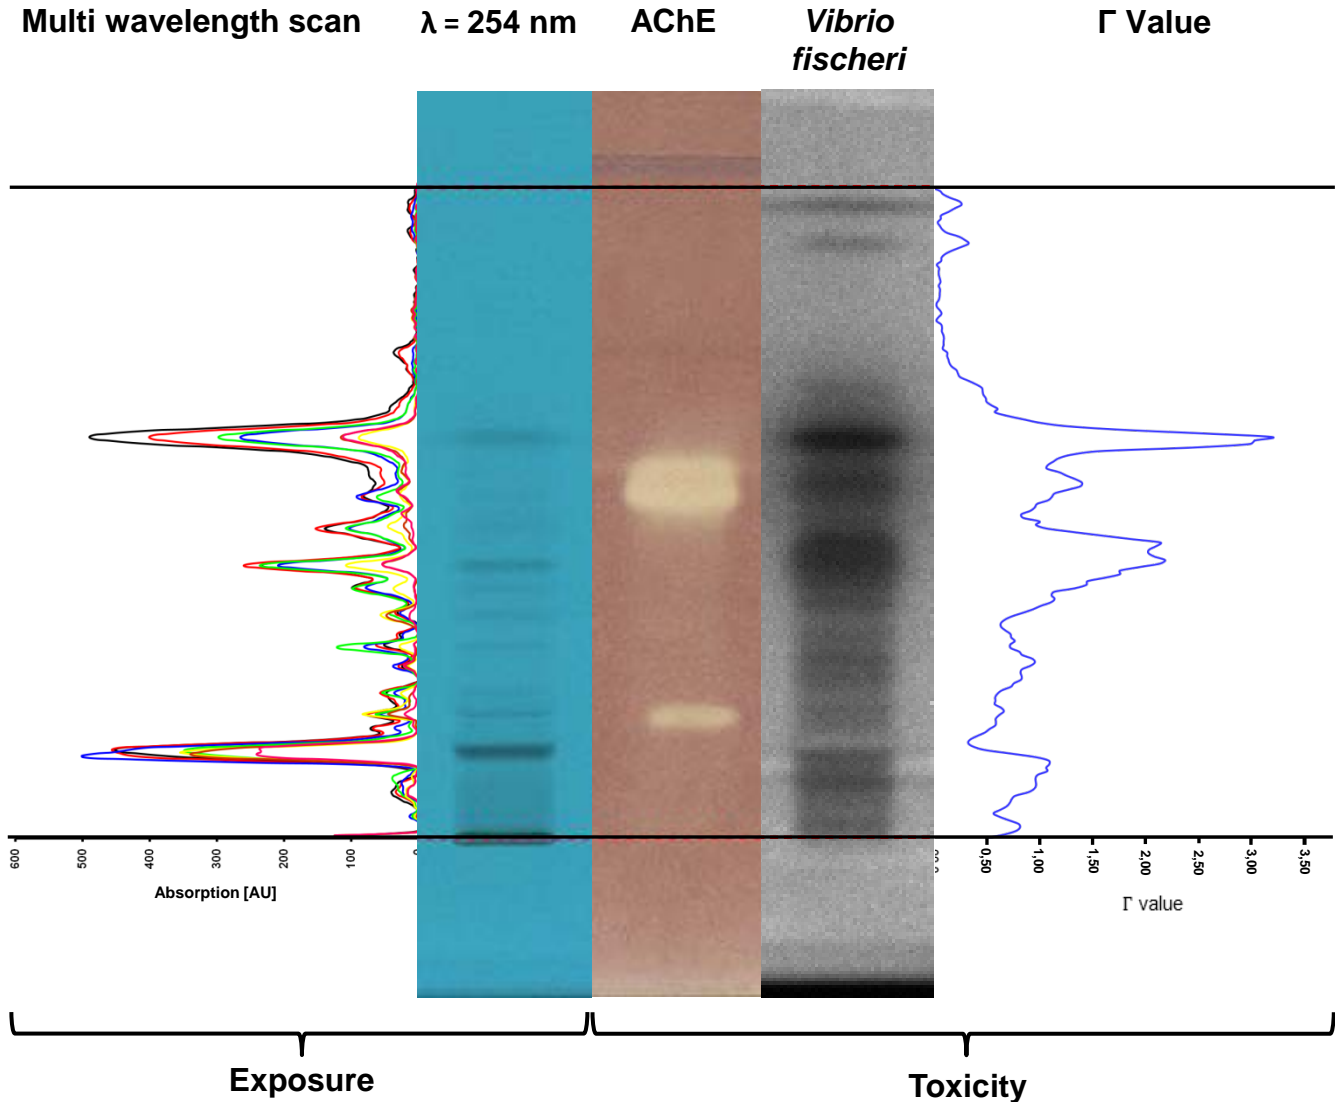 Multi wavelength scan
λ = 254 nm
AChE
Vibrio
fischeri
Γ Value
600
500
400
300
200
100
0,50
1,00
1,50
2,00
2,50
3,00
3,50
Absorption [AU]
Γ value
Exposure
Toxicity